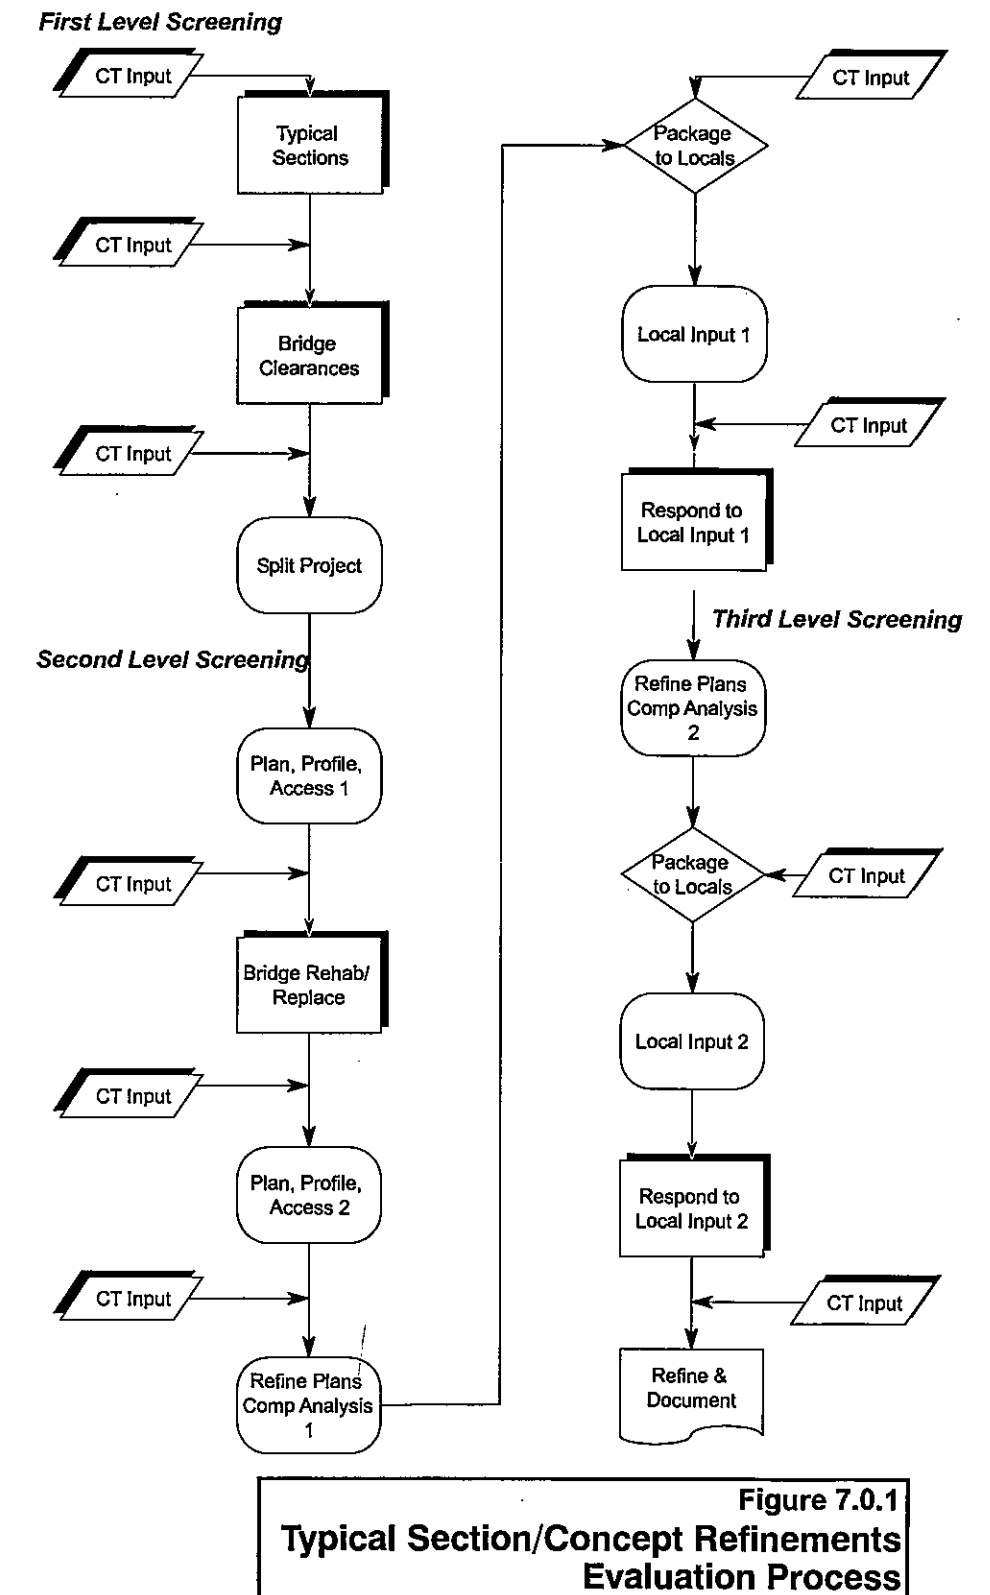 First Level Screening
CT Input
Typical
Sections
CT Input
Bridge
Clearances
CT Input
Split Project
Second Level Screening
Plan, Profile,
Access 1
CT Input
Bridge Rehab/
Replace
CT Input
Plan, Profile,
Access 2
CT Input
Refine Plans
Comp Analysis
1
CT Input
Package
to Locals
Local Input 1
CT Input
Respond to
Local Input 1
Third Level Screening
Refine Plans
Comp Analysis
2
Package
to Locals
CT Input
Local Input 2
Respond to
Local Input 2
CT Input
Refine &
Document
Figure 7.0.1
Typical Section/Concept Refinements
Evaluation Process